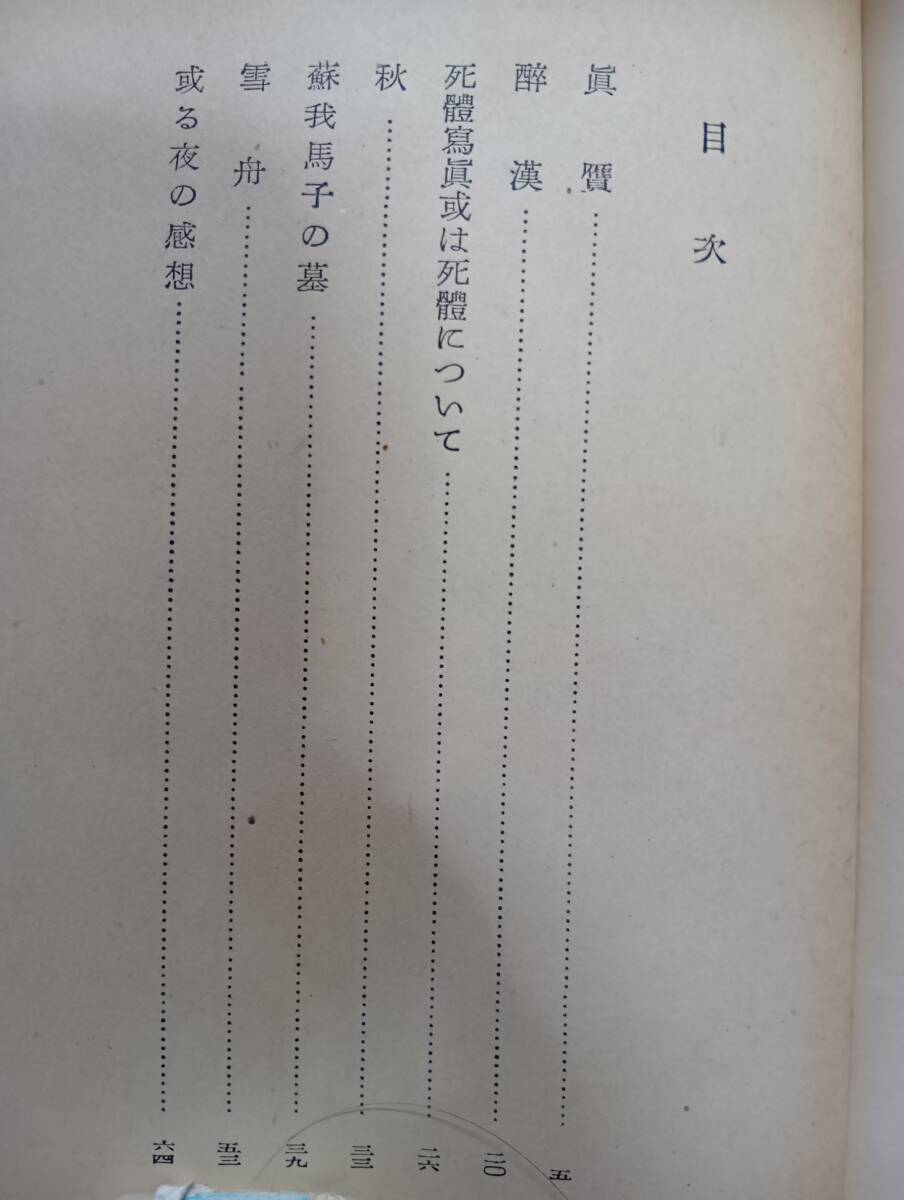 目次
眞贋……五
醉漢……二〇
死體寫眞或は死體について……二六
秋……三三
蘇我馬子の墓……三九
雪舟……五三
或る夜の感想……六四